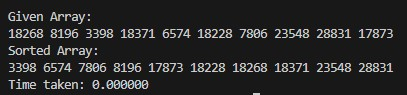 Given Array:
18268 8196 3398 18371 6574 18228 7806 23548 28831 17873
Sorted Array:
3398 6574 7806 8196 17873 18228 18268 18371 23548 28831
Time taken: 0.000000